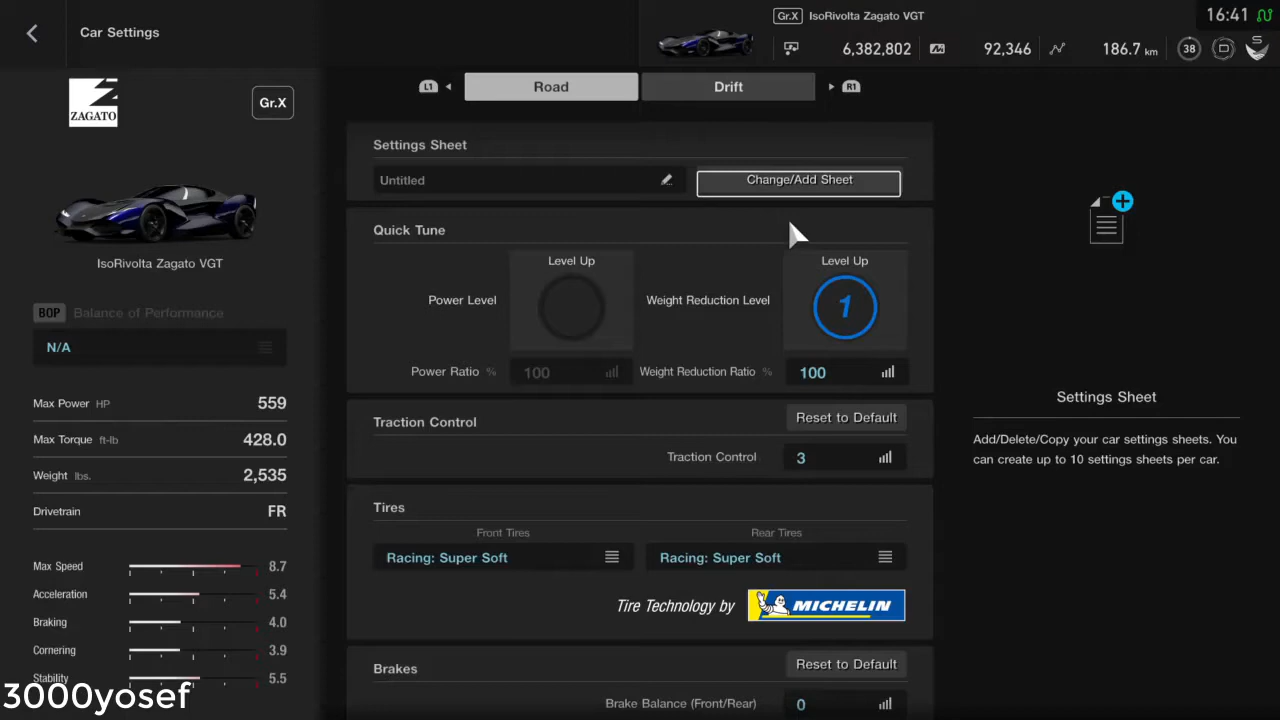 Car Settings
Gr.X IsoRivolta Zagato VGT
16:41
6,382,802
92,346
186.7 km
38
D
S
ZAGATO
Gr.X
IsoRivolta Zagato VGT
BOP Balance of Performance
N/A
Max Power HP 559
Max Torque ft-lb 428.0
Weight lbs. 2,535
Drivetrain FR
Max Speed 8.7
Acceleration 5.4
Braking 4.0
Cornering 3.9
Stability 5.5
3000yosef
L1 Road Drift R1
Settings Sheet
Untitled Change/Add Sheet
Quick Tune
Level Up Level Up
Power Level Weight Reduction Level 1
Power Ratio % 100 Weight Reduction Ratio % 100
Reset to Default
Traction Control
Traction Control 3
Tires
Front Tires Rear Tires
Racing: Super Soft Racing: Super Soft
Tire Technology by MICHELIN
Brakes Reset to Default
Brake Balance (Front/Rear) 0
Settings Sheet
Add/Delete/Copy your car settings sheets. You
can create up to 10 settings sheets per car.